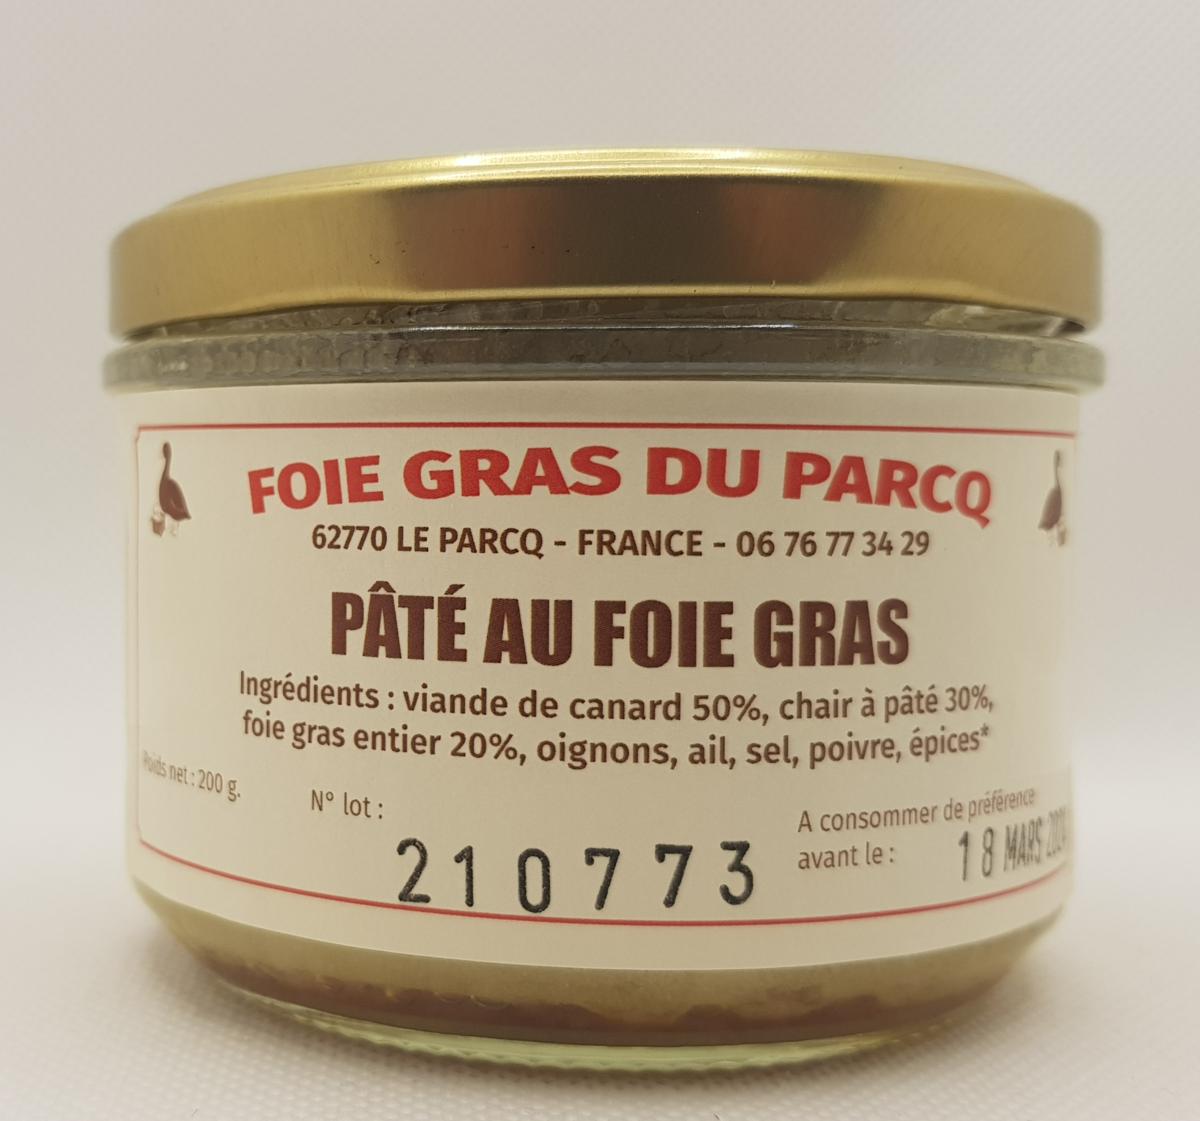 FOIE GRAS DU PARCQ
62770 LE PARCQ - FRANCE - 06 76 77 34 29
PÂTÉ AU FOIE GRAS
Ingrédients : viande de canard 50%, chair à pâté 30%,
foie gras entier 20%, oignons, ail, sel, poivre, épices*
Poids net : 200 g.
N° lot :
210773
A consommer de préférence
avant le :
18 MARS